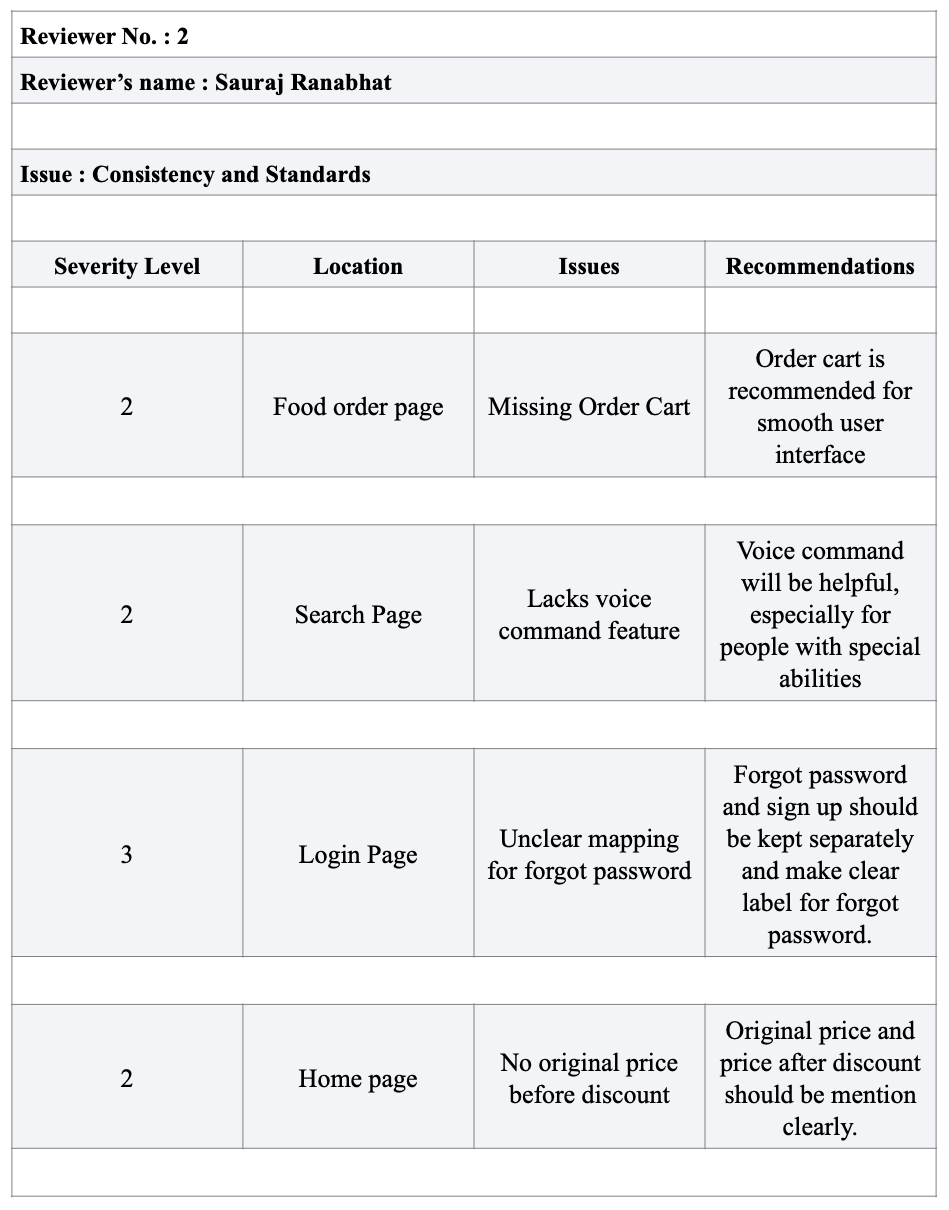 Reviewer No. : 2
Reviewer’s name : Sauraj Ranabhat
Issue : Consistency and Standards
Severity Level
Location
Issues
Recommendations
2
Food order page
Missing Order Cart
Order cart is
recommended for
smooth user
interface
2
Search Page
Lacks voice
command feature
Voice command
will be helpful,
especially for
people with special
abilities
3
Login Page
Unclear mapping
for forgot password
Forgot password
and sign up should
be kept separately
and make clear
label for forgot
password.
2
Home page
No original price
before discount
Original price and
price after discount
should be mention
clearly.